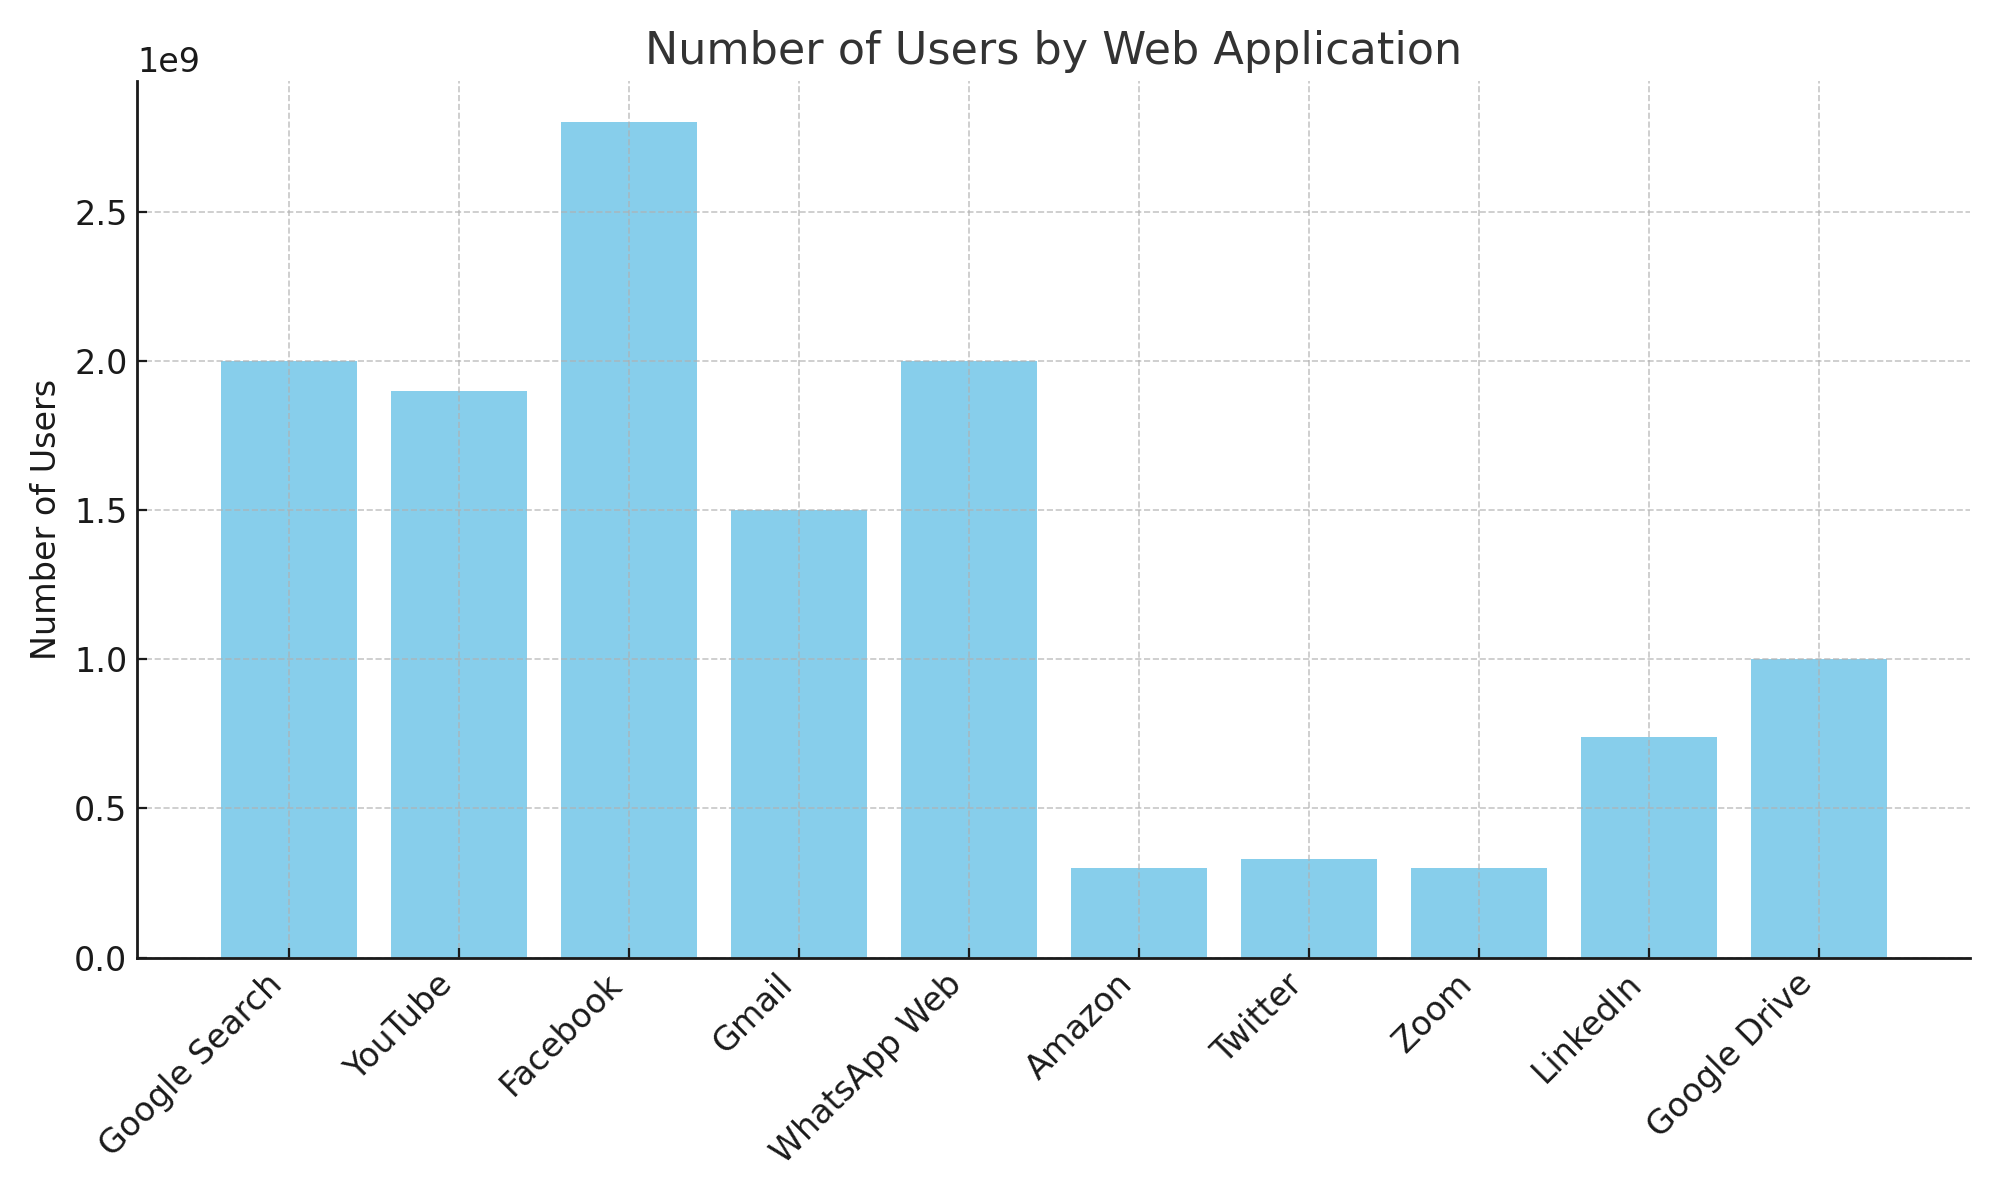 Number of Users by Web Application
1e9
Number of Users
2.5
2.0
1.5
1.0
0.5
0.0
Google Search
YouTube
Facebook
Gmail
WhatsApp Web
Amazon
Twitter
Zoom
LinkedIn
Google Drive